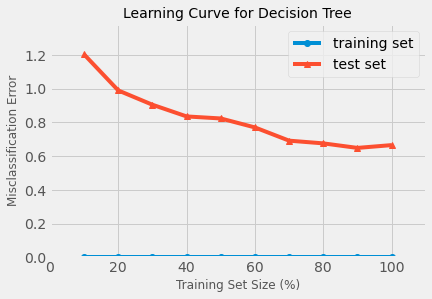 Learning Curve for Decision Tree
training set
test set
Misclassification Error
1.2
1.0
0.8
0.6
0.4
0.2
0.0
0 20 40 60 80 100
Training Set Size (%)